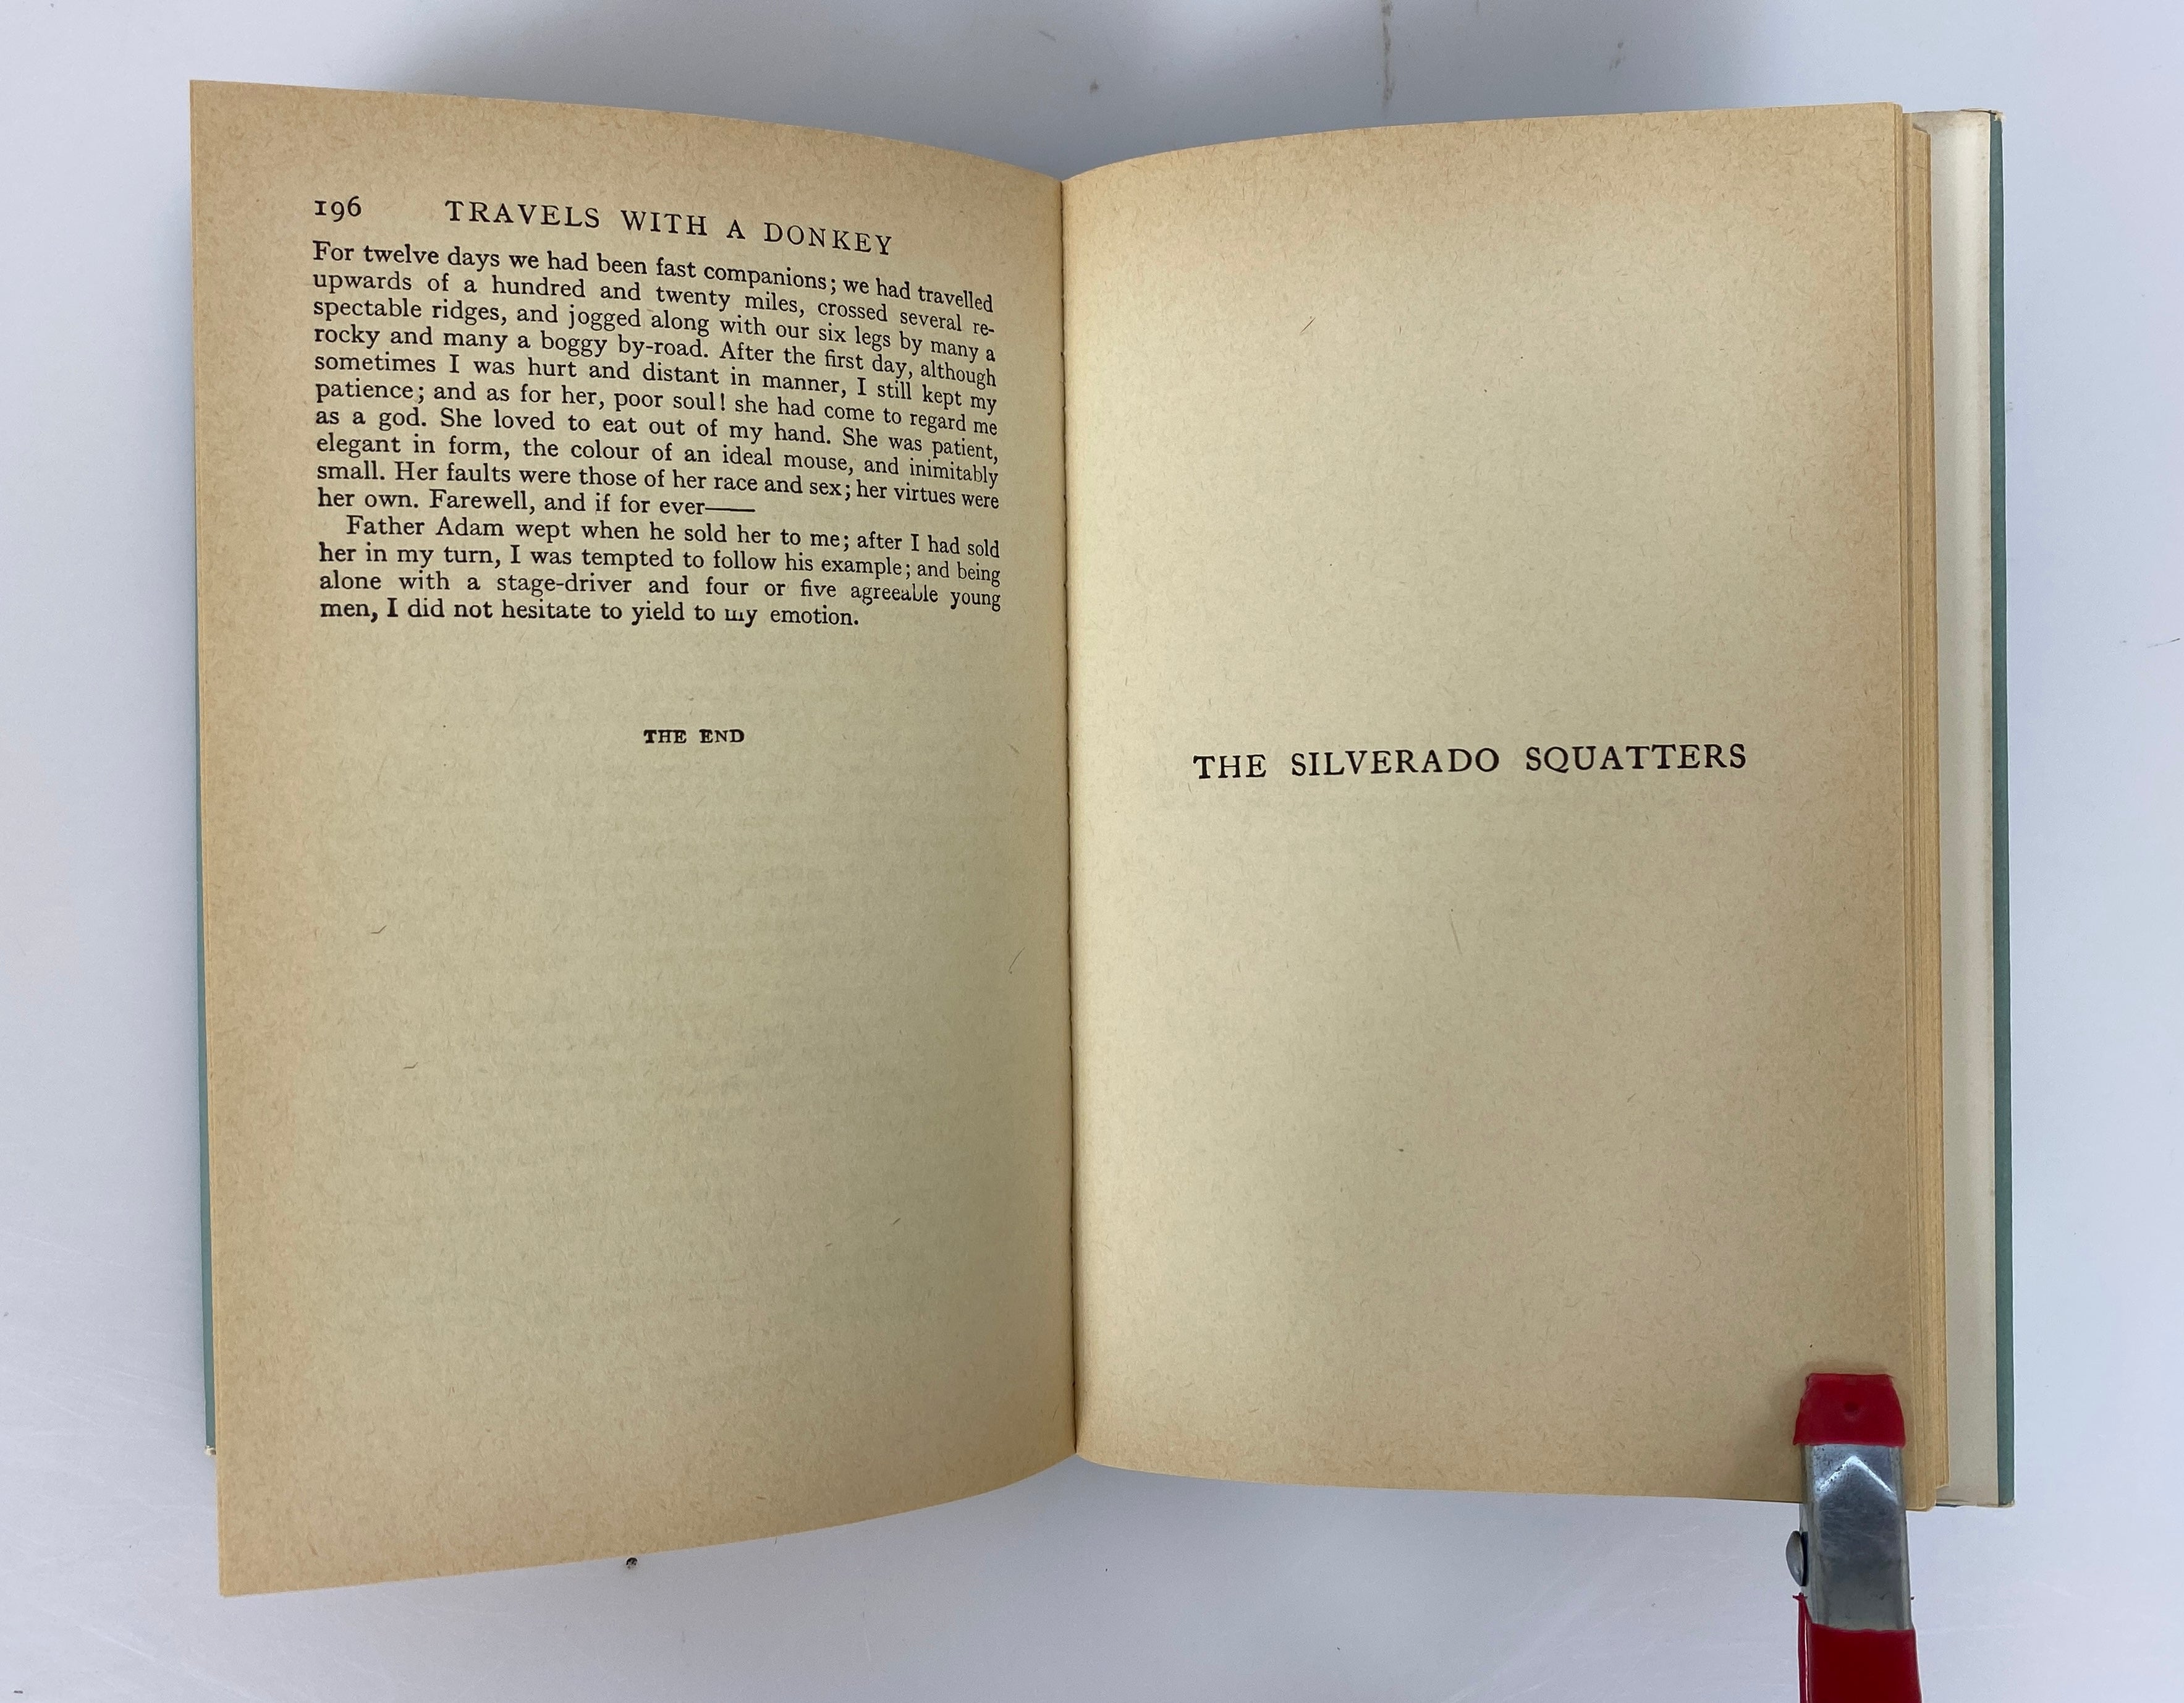 196 TRAVELS WITH A DONKEY
For twelve days we had been fast companions; we had travelled
upwards of a hundred and twenty miles, crossed several re-
spectable ridges, and jogged along with our six legs by many a
rocky and many a boggy by-road. After the first day, although
sometimes I was hurt and distant in manner, I still kept my
patience; and as for her, poor soul! she had come to regard me
as a god. She loved to eat out of my hand. She was patient,
elegant in form, the colour of an ideal mouse, and inimitably
small. Her faults were those of her race and sex; her virtues were
her own. Farewell, and if for ever——
Father Adam wept when he sold her to me; after I had sold
her in my turn, I was tempted to follow his example; and being
alone with a stage-driver and four or five agreeable young
men, I did not hesitate to yield to my emotion.
THE END
THE SILVERADO SQUATTERS